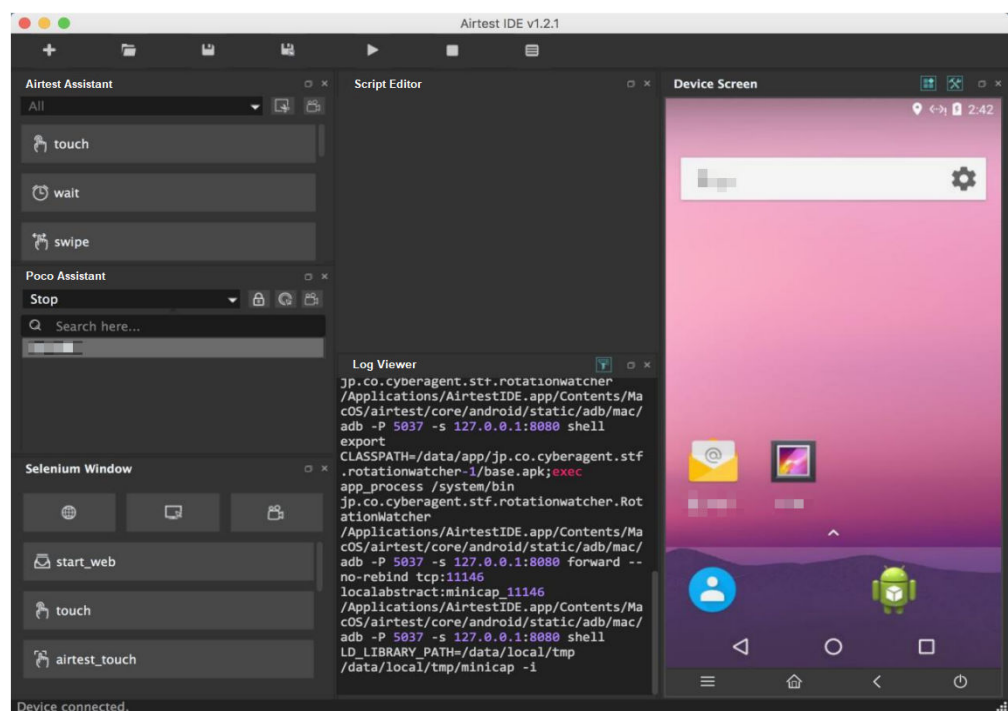 Airtest IDE v1.2.1
Airtest Assistant
All
touch
wait
swipe
Poco Assistant
Stop
Search here...
Selenium Window
start_web
touch
airtest_touch
Script Editor
Log Viewer
jp.co.cyberagent.stf.rotationwatcher
/Applications/AirtestIDE.app/Contents/Ma
cOS/airtest/core/android/static/adb/mac/
adb -P 5037 -s 127.0.0.1:8080 shell
export
CLASSPATH=/data/app/jp.co.cyberagent.stf
.rotationwatcher-1/base.apk;exec
app_process /system/bin
jp.co.cyberagent.stf.rotationwatcher.Rot
ationWatcher
/Applications/AirtestIDE.app/Contents/Ma
cOS/airtest/core/android/static/adb/mac/
adb -P 5037 -s 127.0.0.1:8080 forward --
no-rebind tcp:11146
localabstract:minicap_11146
/Applications/AirtestIDE.app/Contents/Ma
cOS/airtest/core/android/static/adb/mac/
adb -P 5037 -s 127.0.0.1:8080 shell
LD_LIBRARY_PATH=/data/local/tmp
/data/local/tmp/minicap -i
Device Screen
2:42
@
Device connected.